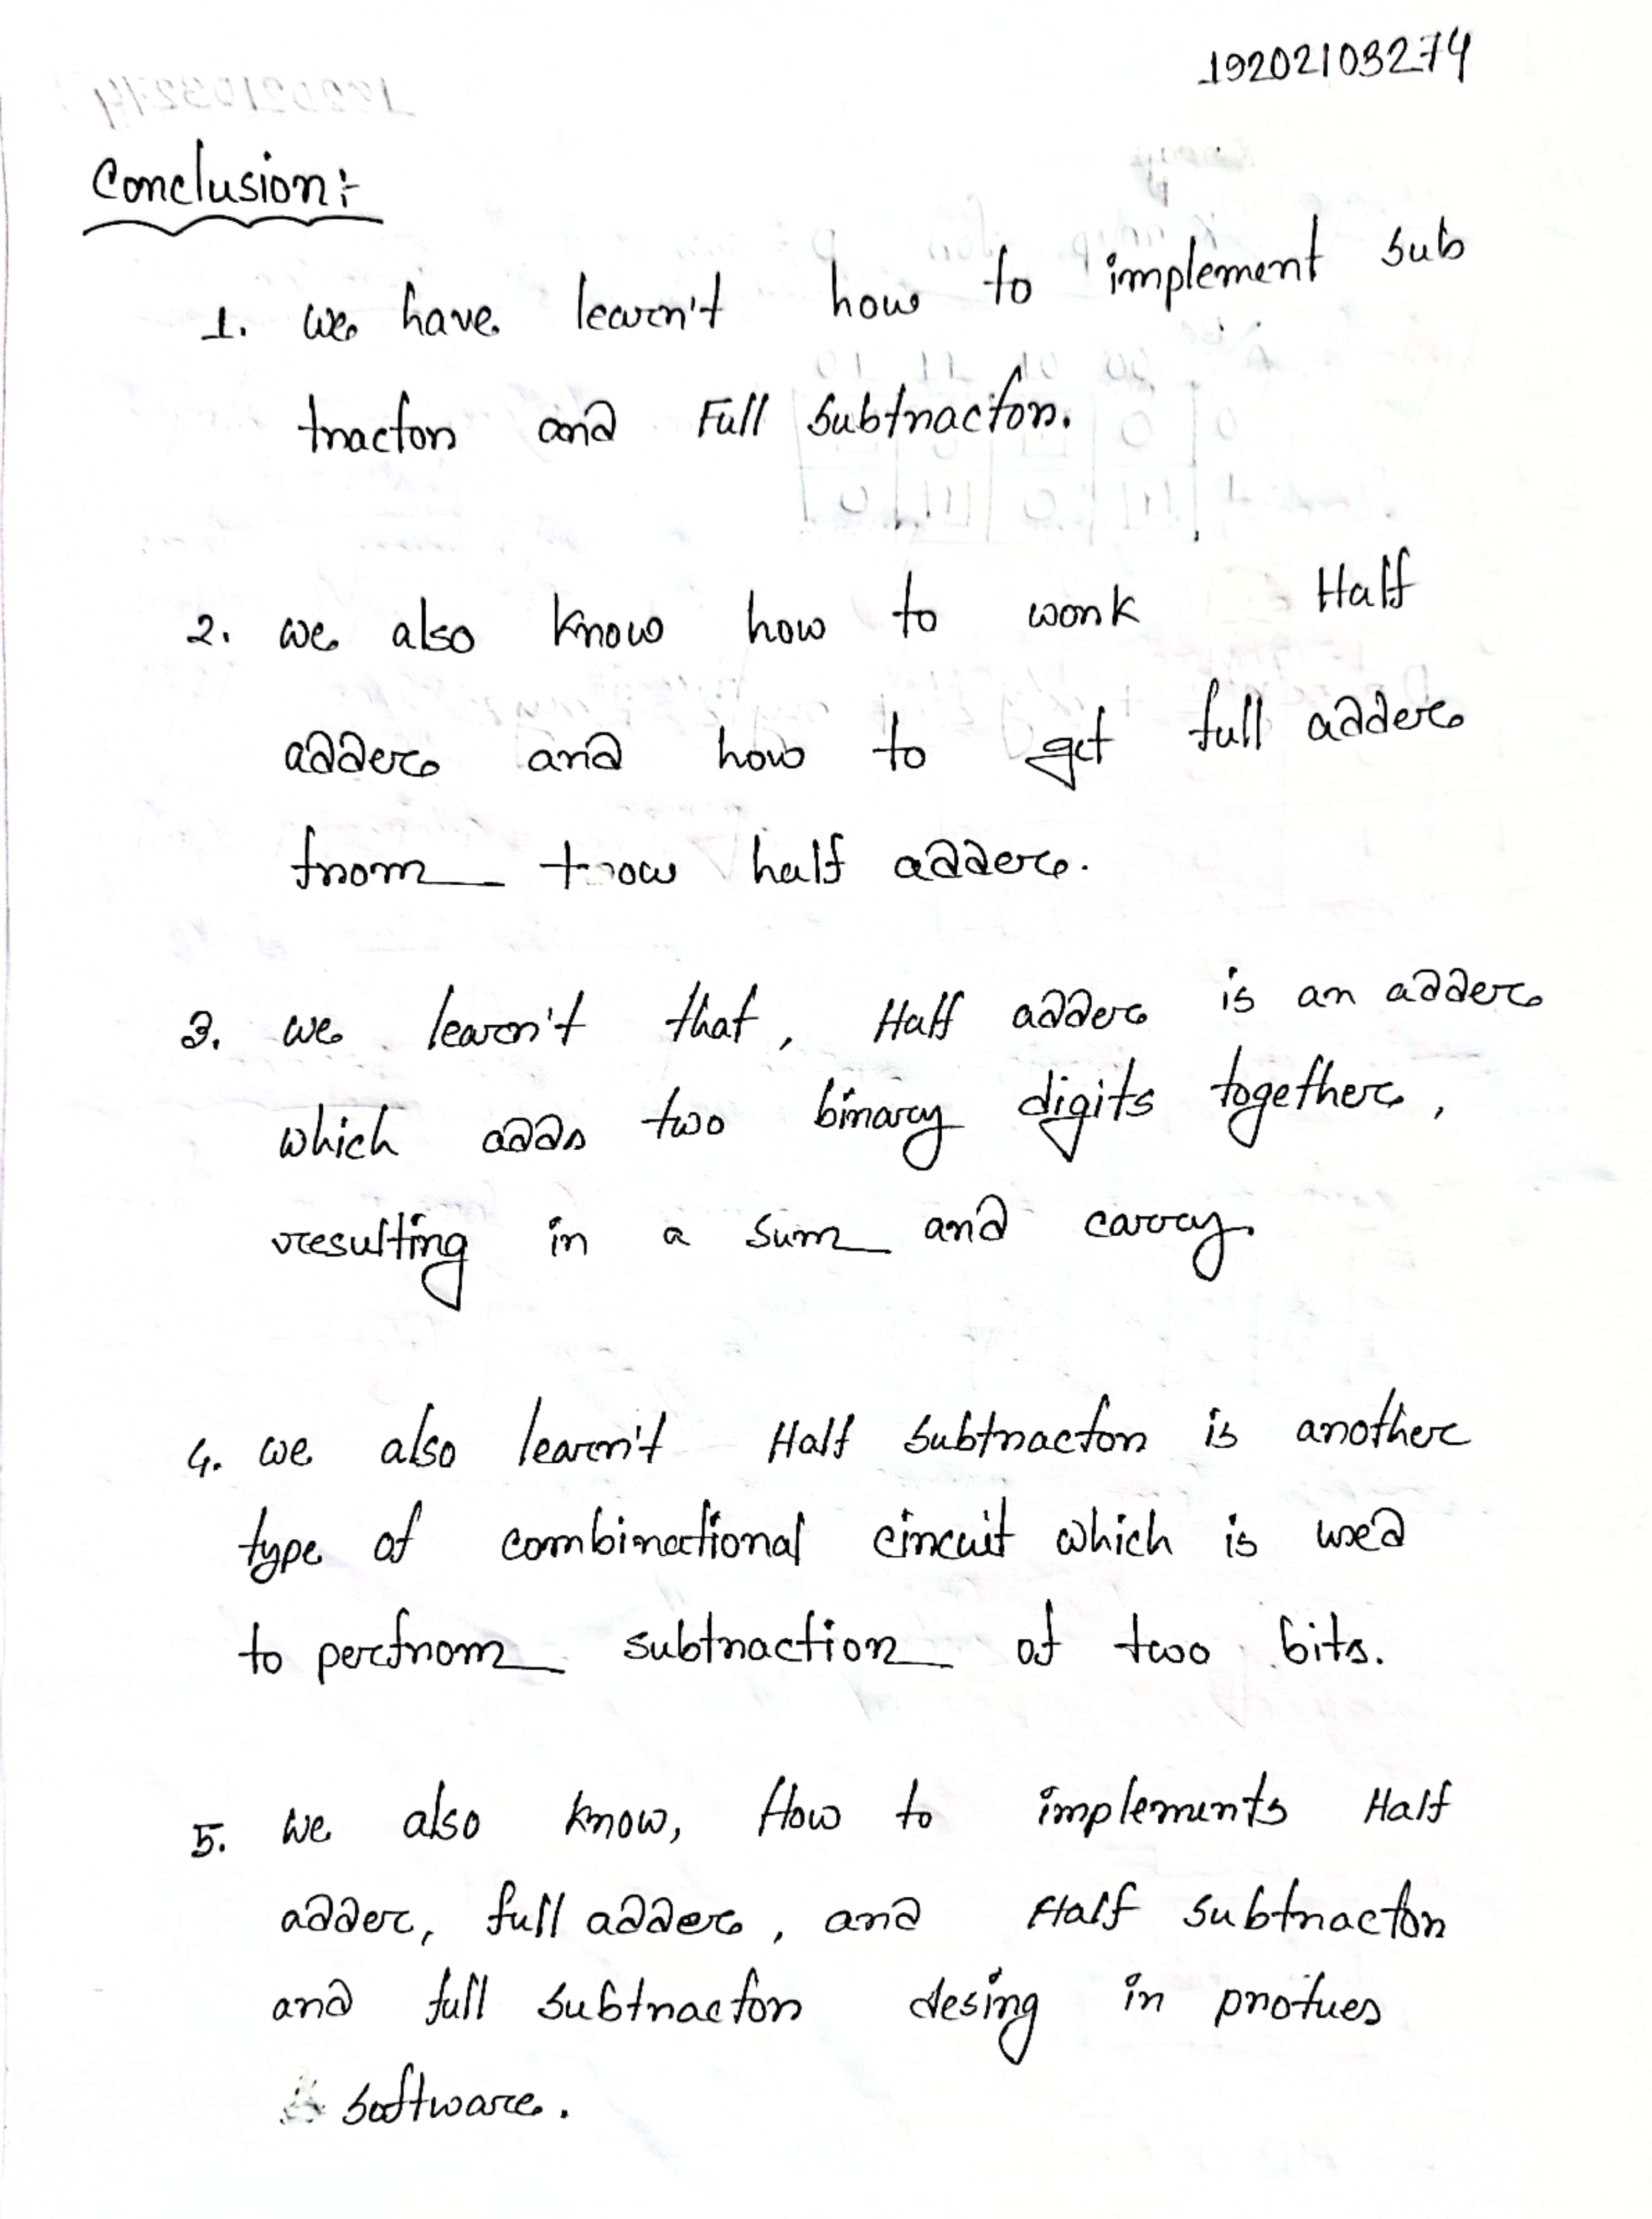 19202103274
Conclusion:-
1. we have learn't how to implement Sub
tractor and Full Subtractor.
2. we also know how to work Half
adder and how to get full adder
from tow half adder.
3. we learn't that, Half adder is an adder
which adds two binary digits together,
resulting in a sum and carry.
4. we also learn't Half Subtractor is another
type of combinational circuit which is used
to perfrom subtraction of two bits.
5. We also know, How to implements Half
adder, full adder, and Half Subtractor
and full Subtractor desing in protues
software.